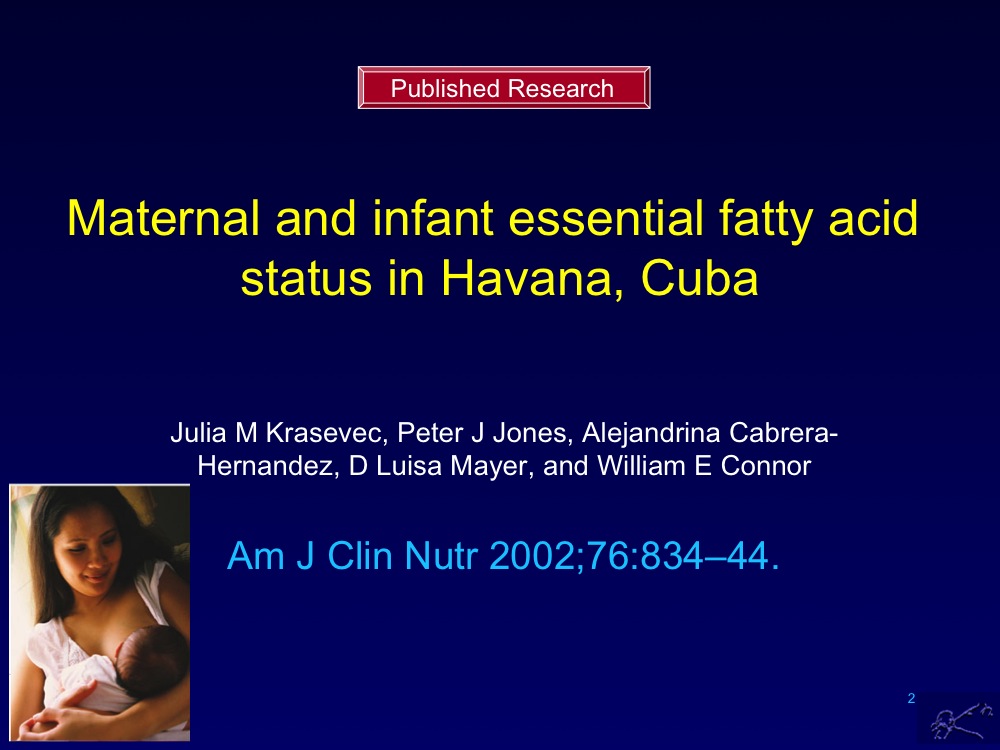 Published Research
Maternal and infant essential fatty acid
status in Havana, Cuba
Julia M Krasevec, Peter J Jones, Alejandrina Cabrera-
Hernandez, D Luisa Mayer, and William E Connor
Am J Clin Nutr 2002;76:834–44.
2